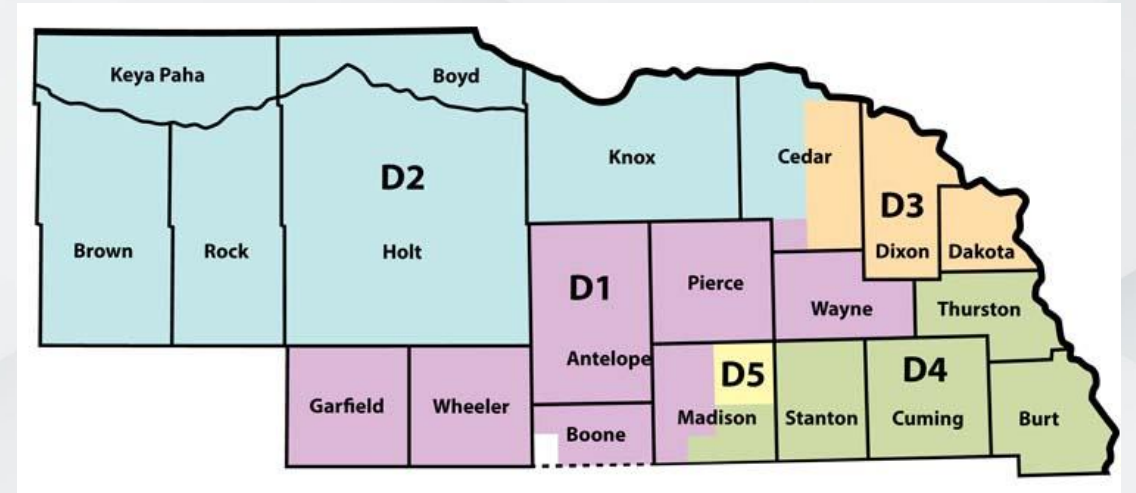 Keya Paha
Boyd
Knox
Cedar
D2
D3
Brown
Rock
Holt
Dixon
Dakota
D1
Pierce
Wayne
Thurston
Antelope
D5
D4
Garfield
Wheeler
Boone
Madison
Stanton
Cuming
Burt